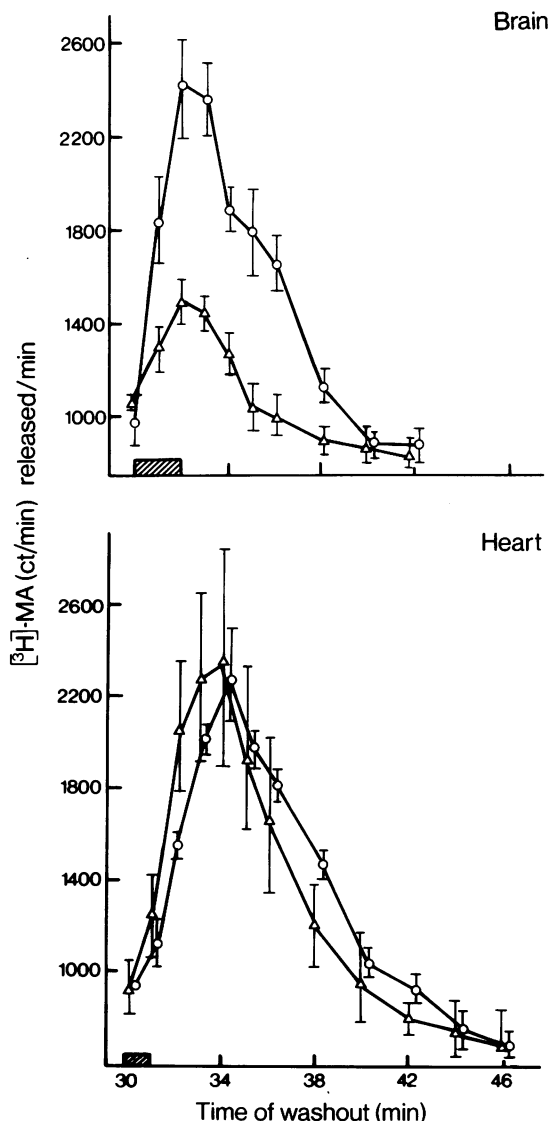 Brain
2600
2200
1800
1400
1000
[³H]-MA (ct/min) released/min
Heart
2600
2200
1800
1400
1000
30 34 38 42 46
Time of washout (min)